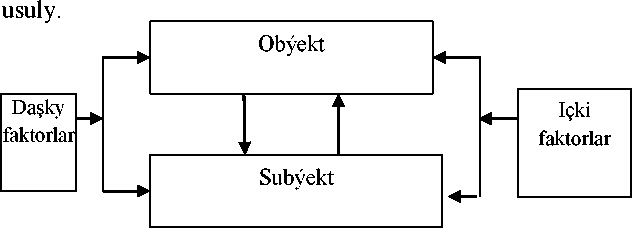 usuly.
Obýekt
Daşky
faktorlar
Içki
faktorlar
Subýekt